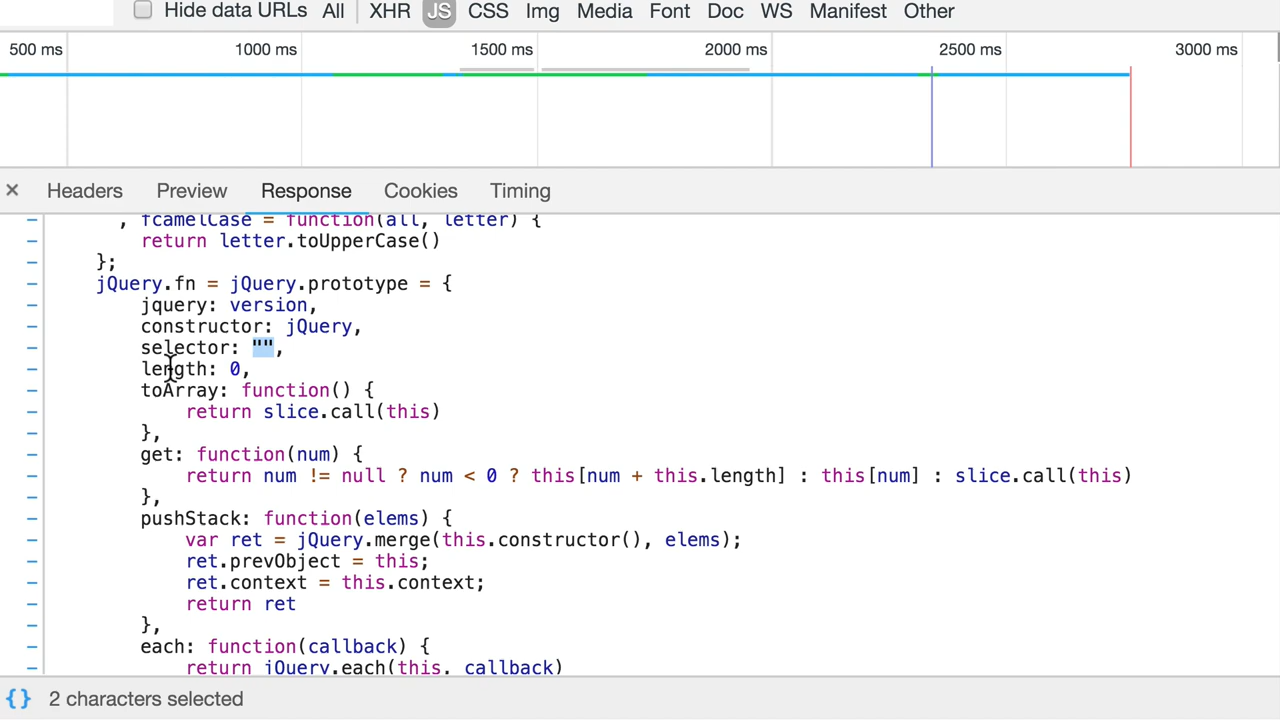 Hide data URLs All XHR JS CSS Img Media Font Doc WS Manifest Other
500 ms 1000 ms 1500 ms 2000 ms 2500 ms 3000 ms
× Headers Preview Response Cookies Timing
- , fcamelCase = function(all, letter) {
- return letter.toUpperCase()
- };
- jQuery.fn = jQuery.prototype = {
- jquery: version,
- constructor: jQuery,
- selector: "",
- length: 0,
- toArray: function() {
- return slice.call(this)
- },
- get: function(num) {
- return num != null ? num < 0 ? this[num + this.length] : this[num] : slice.call(this)
- },
- pushStack: function(elems) {
- var ret = jQuery.merge(this.constructor(), elems);
- ret.prevObject = this;
- ret.context = this.context;
- return ret
- },
- each: function(callback) {
- return jQuery.each(this, callback)
{} 2 characters selected